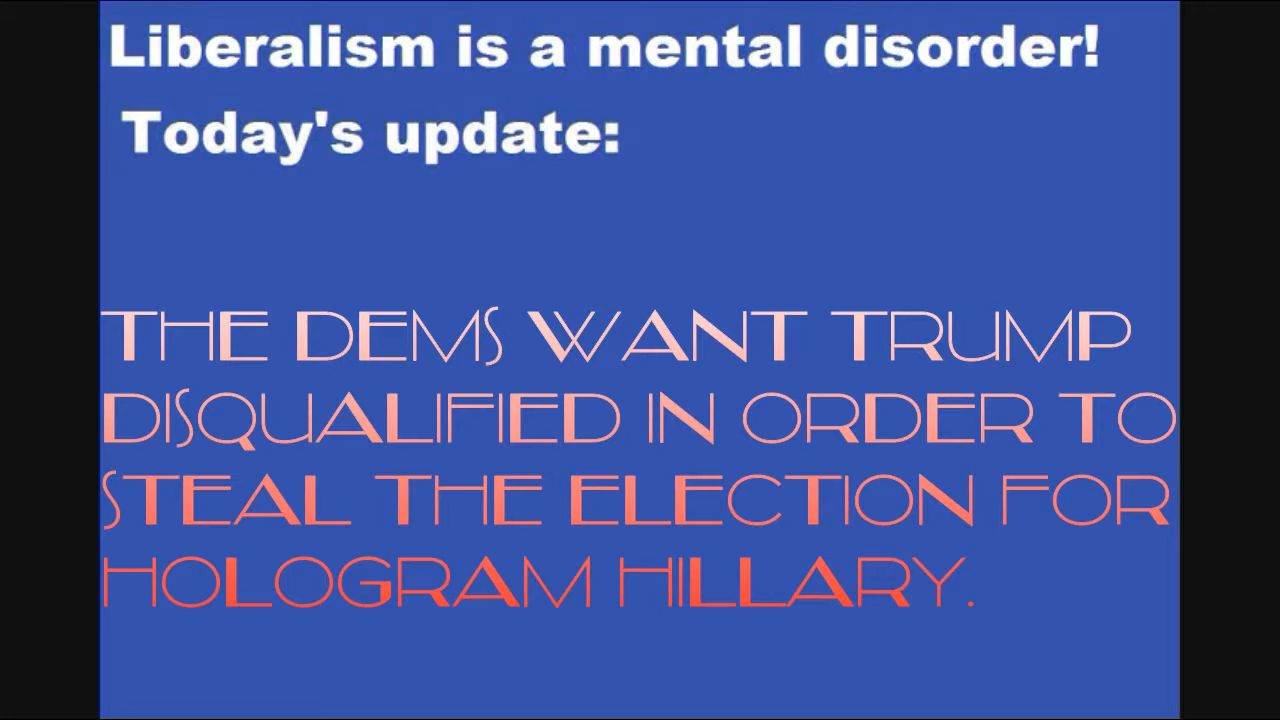 Liberalism is a mental disorder!
Today's update:
THE DEMS WANT TRUMP
DISQUALIFIED IN ORDER TO
STEAL THE ELECTION FOR
HOLOGRAM HILLARY.